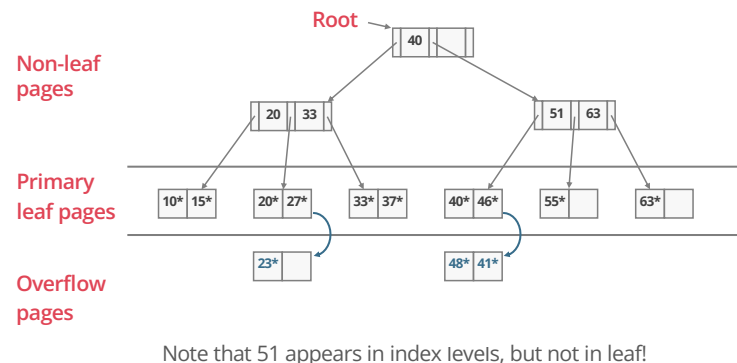 Root
40
Non-leaf
pages
20 33
51 63
Primary
leaf pages
10* 15*
20* 27*
33* 37*
40* 46*
55*
63*
Overflow
pages
23*
48* 41*
Note that 51 appears in index levels, but not in leaf!